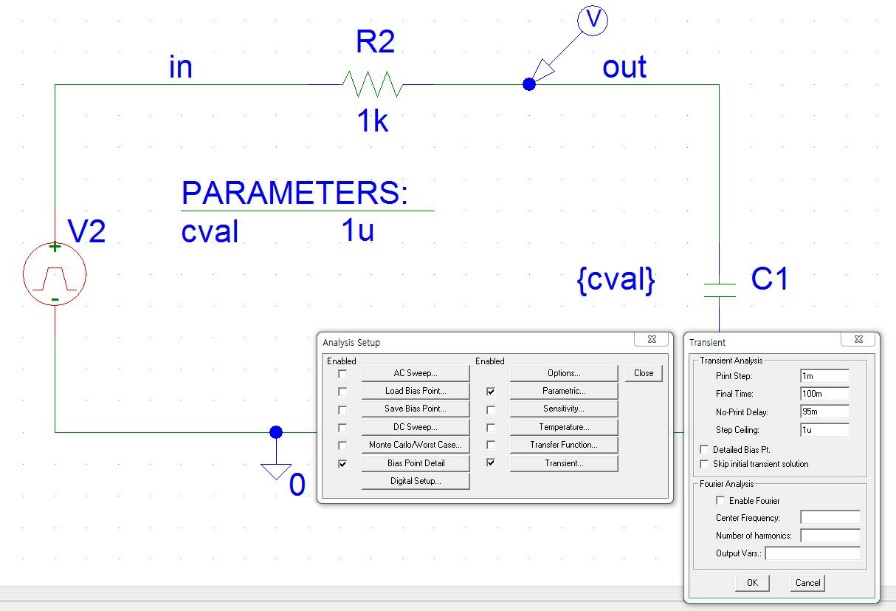 V
R2
in
out
1k
PARAMETERS:
cval 1u
V2
{cval}
C1
0
Analysis Setup
Enabled Enabled
AC Sweep... Options... Close
Load Bias Point... Parametric...
Save Bias Point... Sensitivity...
DC Sweep... Temperature...
Monte Carlo/Worst Case... Transfer Function...
Bias Point Detail Transient...
Digital Setup...
Transient
Transient Analysis
Print Step: 1m
Final Time: 100m
No-Print Delay: 95m
Step Ceiling: 1u
Detailed Bias Pt.
Skip initial transient solution
Fourier Analysis
Enable Fourier
Center Frequency:
Number of harmonics:
Output Vars.:
OK Cancel